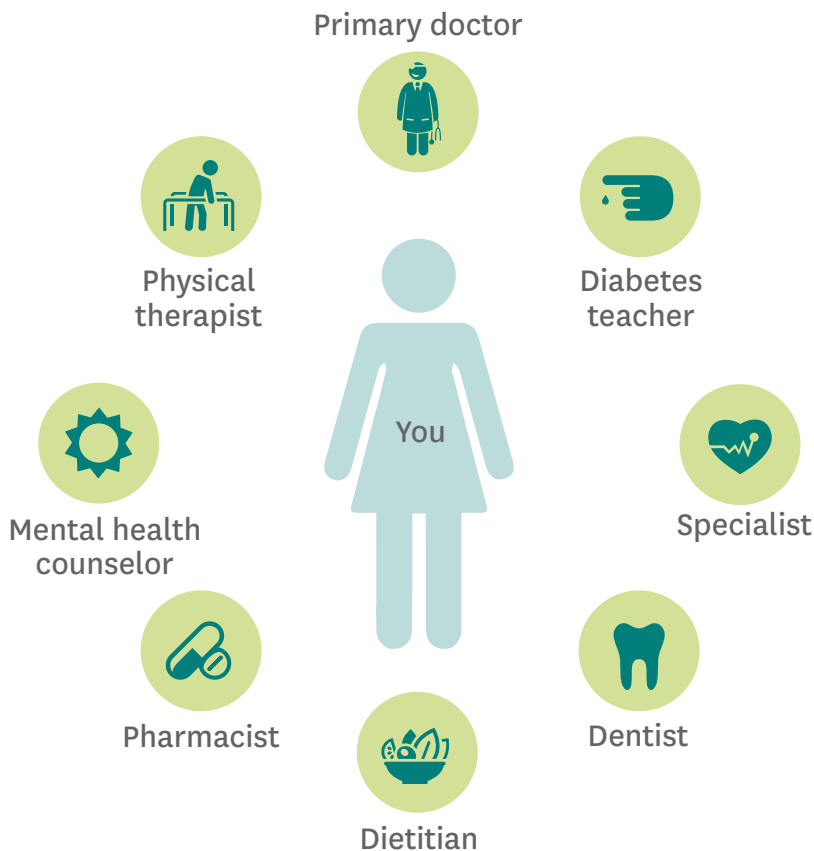 Primary doctor
Physical
therapist
Diabetes
teacher
You
Mental health
counselor
Specialist
Pharmacist
Dentist
Dietitian